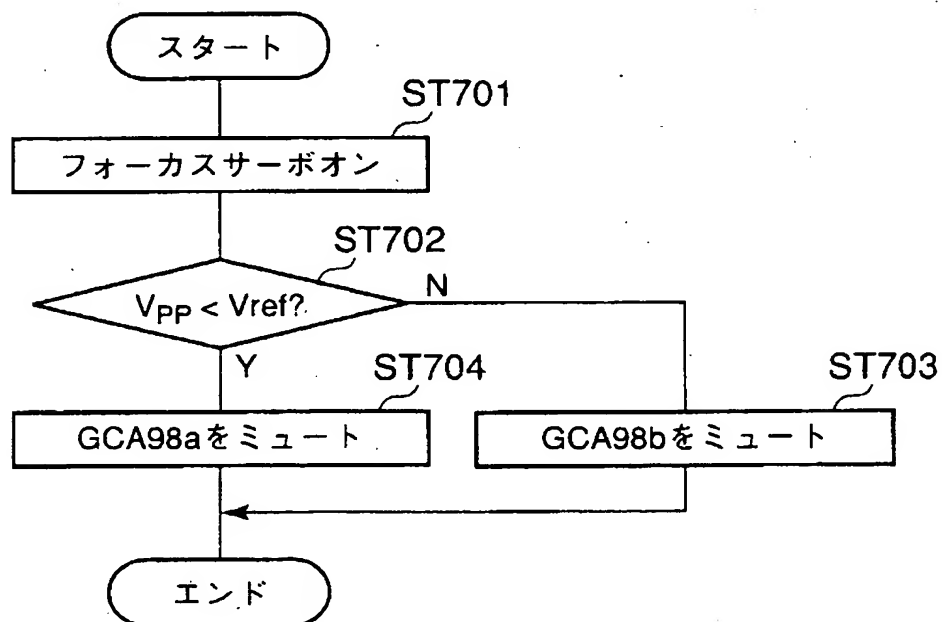 スタート
ST701
フォーカスサーボオン
ST702
VPP < Vref?
N
Y
ST704
ST703
GCA98aをミュート
GCA98bをミュート
エンド